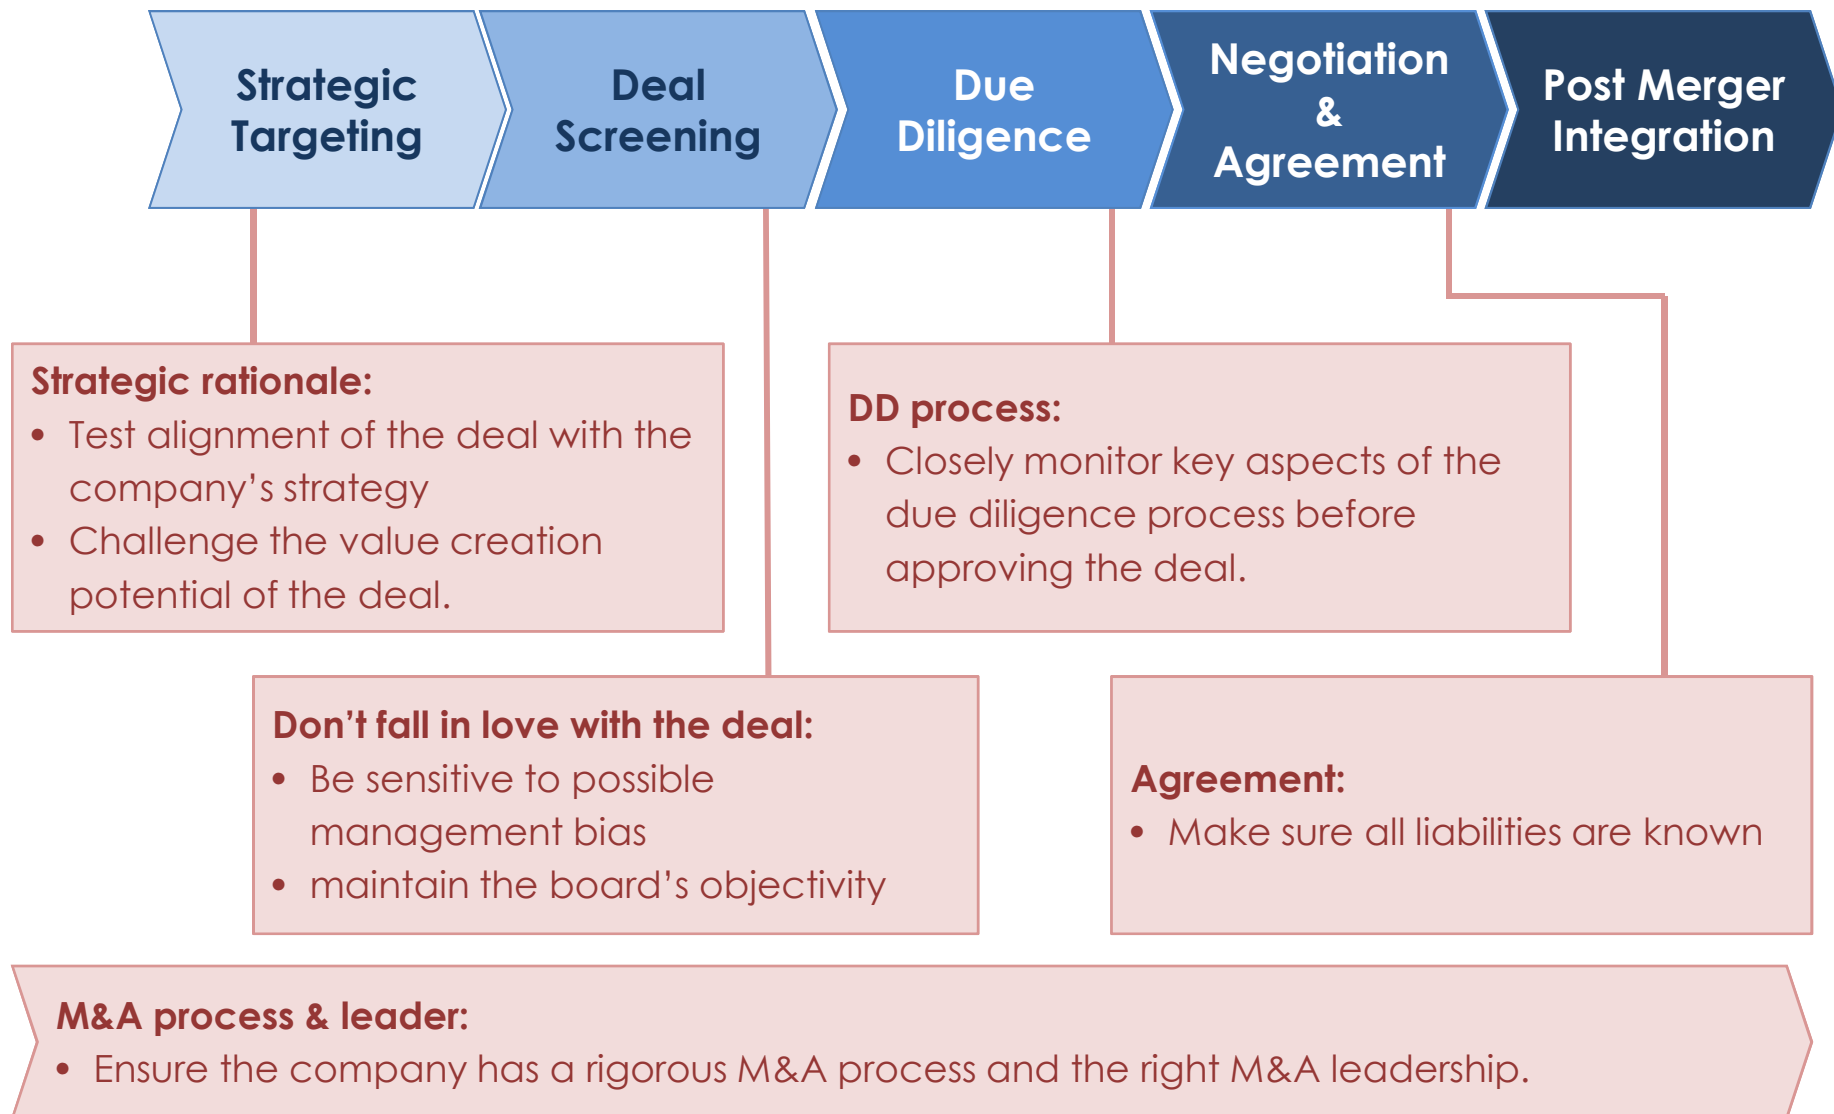 Strategic
Targeting
Deal
Screening
Due
Diligence
Negotiation
&
Agreement
Post Merger
Integration
Strategic rationale:
• Test alignment of the deal with the
company’s strategy
• Challenge the value creation
potential of the deal.
DD process:
• Closely monitor key aspects of the
due diligence process before
approving the deal.
Don’t fall in love with the deal:
• Be sensitive to possible
management bias
• maintain the board’s objectivity
Agreement:
• Make sure all liabilities are known
M&A process & leader:
• Ensure the company has a rigorous M&A process and the right M&A leadership.